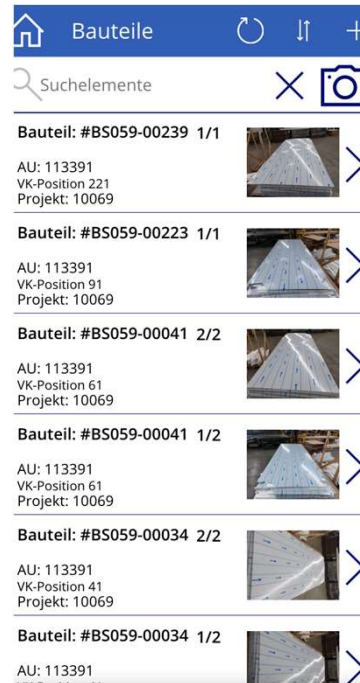 Bauteile
Suchelemente
Bauteil: #BS059-00239 1/1
AU: 113391
VK-Position 221
Projekt: 10069
Bauteil: #BS059-00223 1/1
AU: 113391
VK-Position 91
Projekt: 10069
Bauteil: #BS059-00041 2/2
AU: 113391
VK-Position 61
Projekt: 10069
Bauteil: #BS059-00041 1/2
AU: 113391
VK-Position 61
Projekt: 10069
Bauteil: #BS059-00034 2/2
AU: 113391
VK-Position 41
Projekt: 10069
Bauteil: #BS059-00034 1/2
AU: 113391